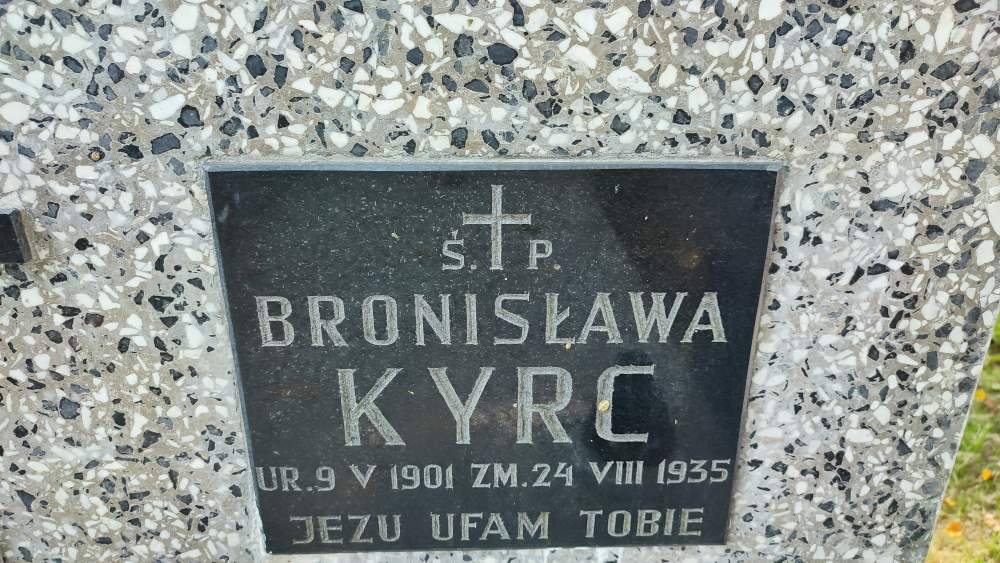 Ś. P.
BRONISŁAWA
KYRC
UR. 9 V 1901 ZM. 24 VIII 1935
JEZU UFAM TOBIE